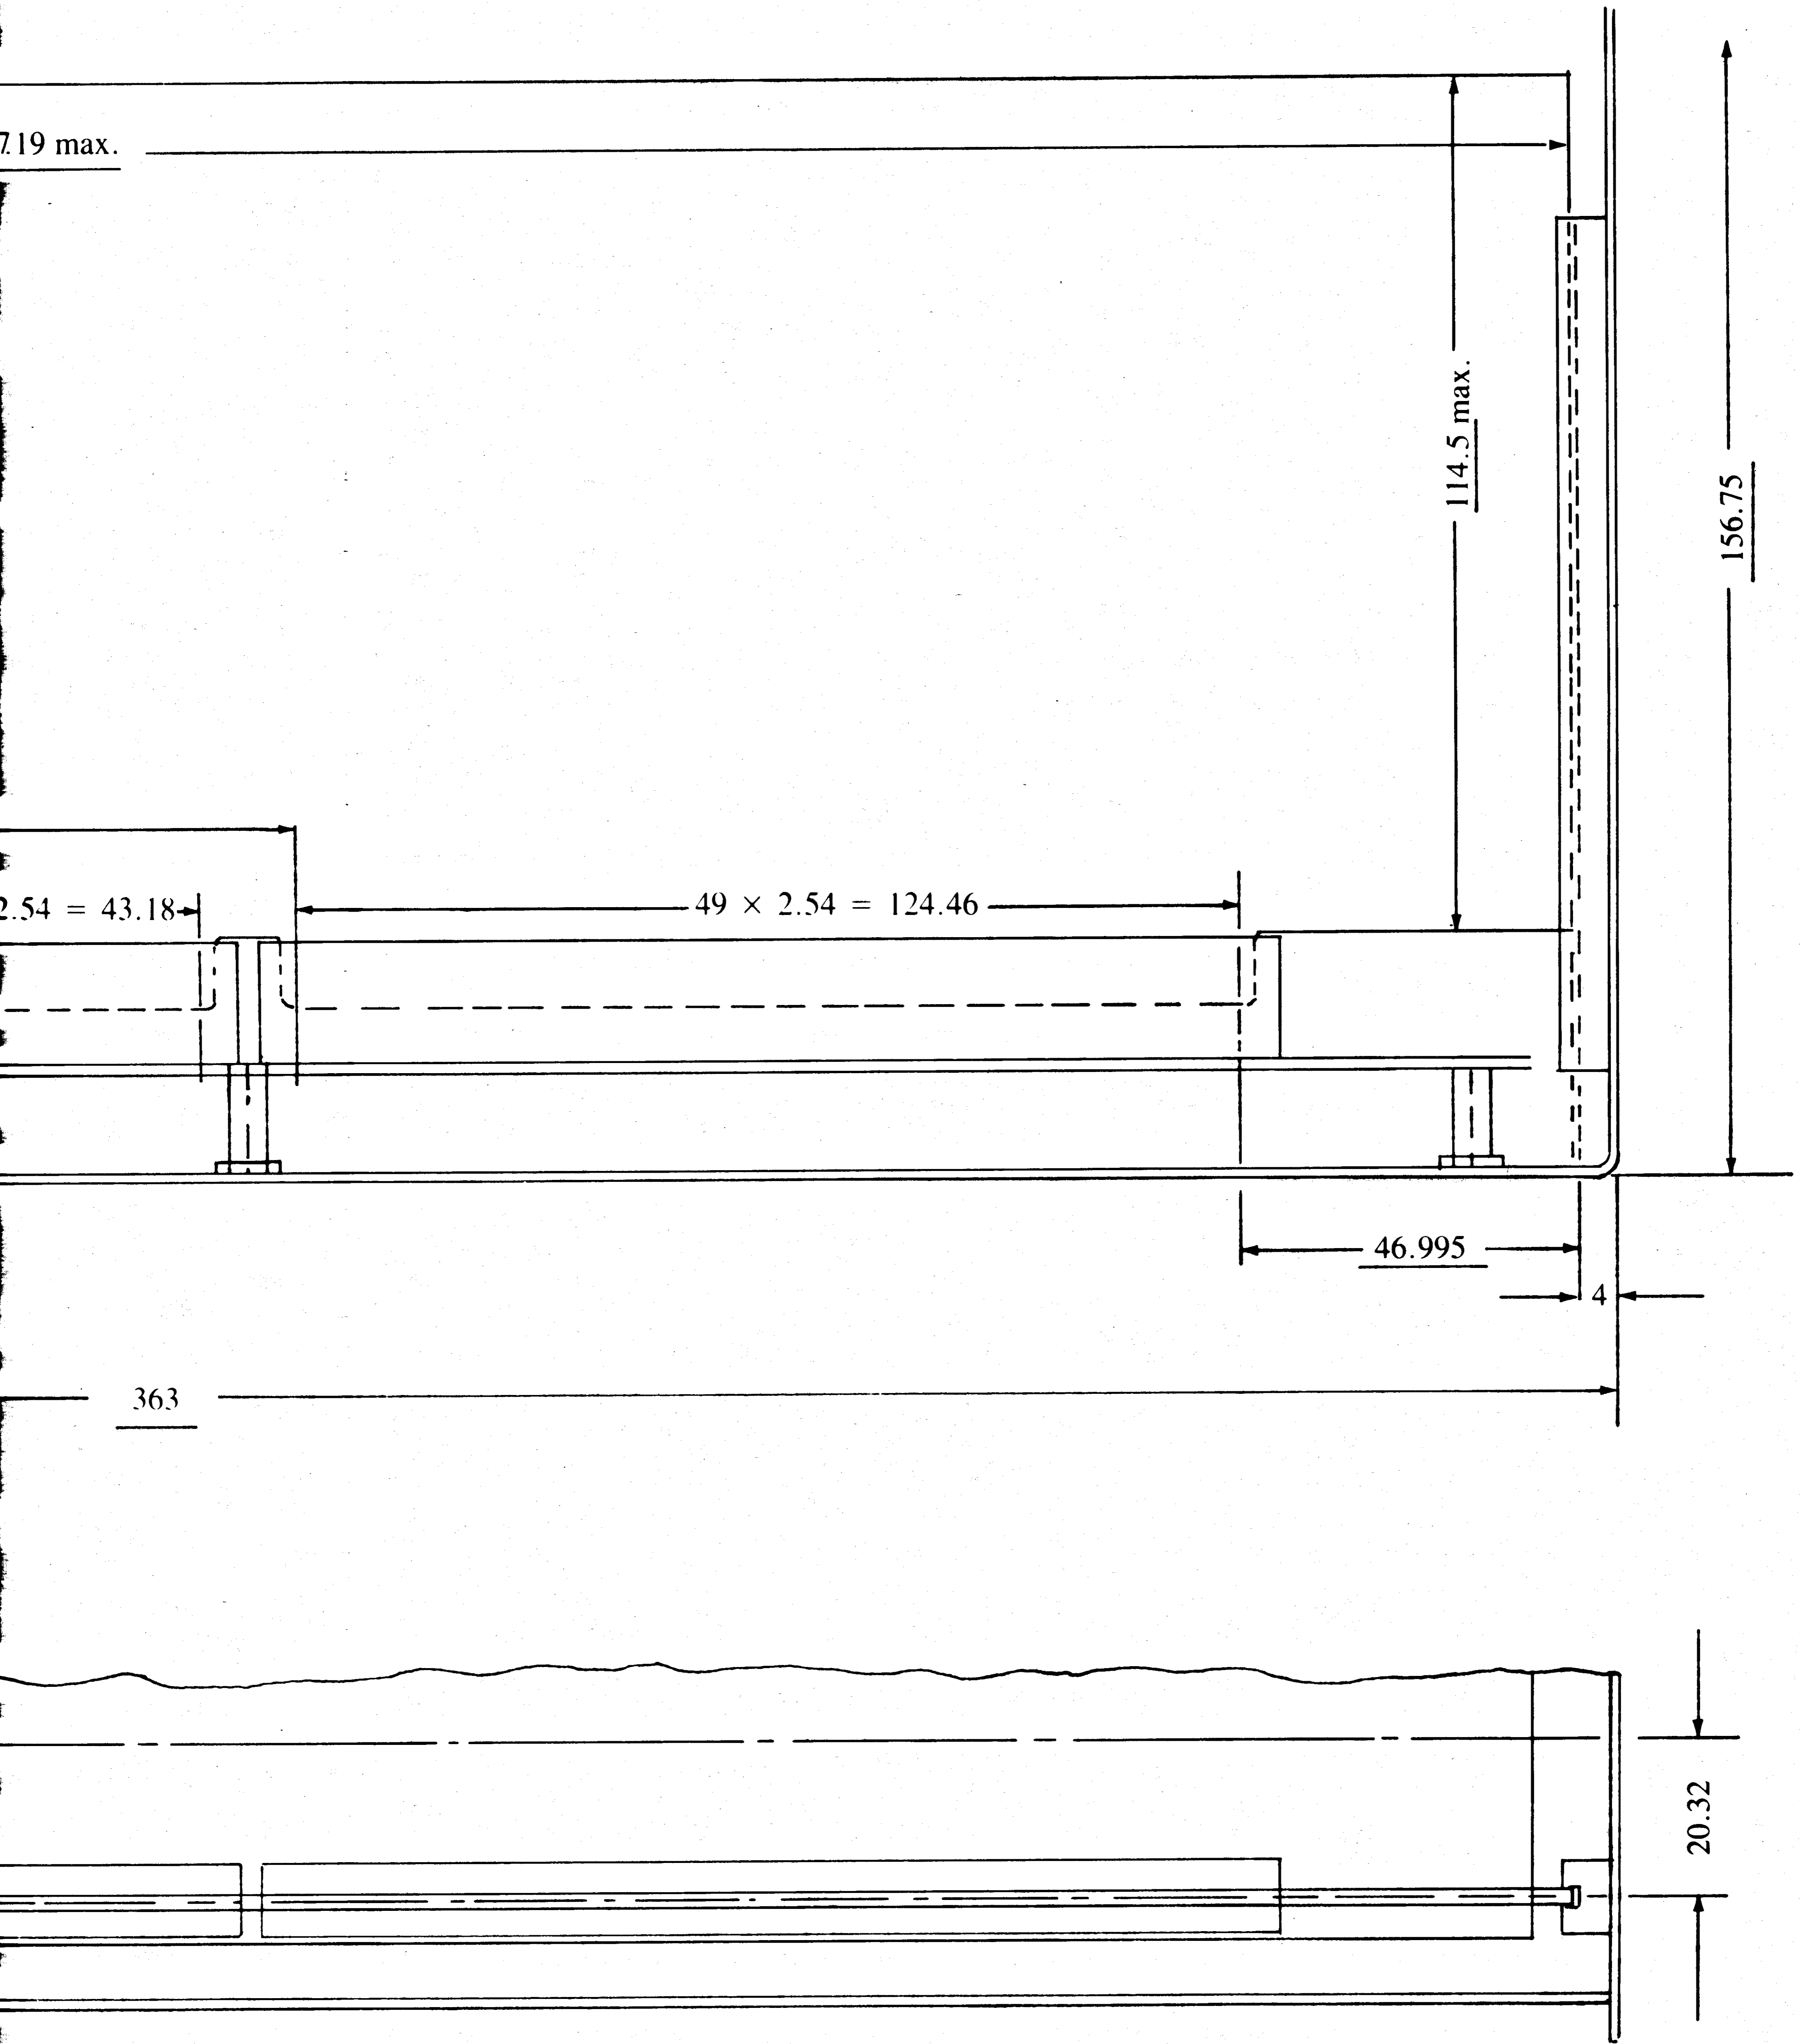 7.19 max.
114.5 max.
156.75
2.54 = 43.18
49 × 2.54 = 124.46
46.995
4
363
20.32